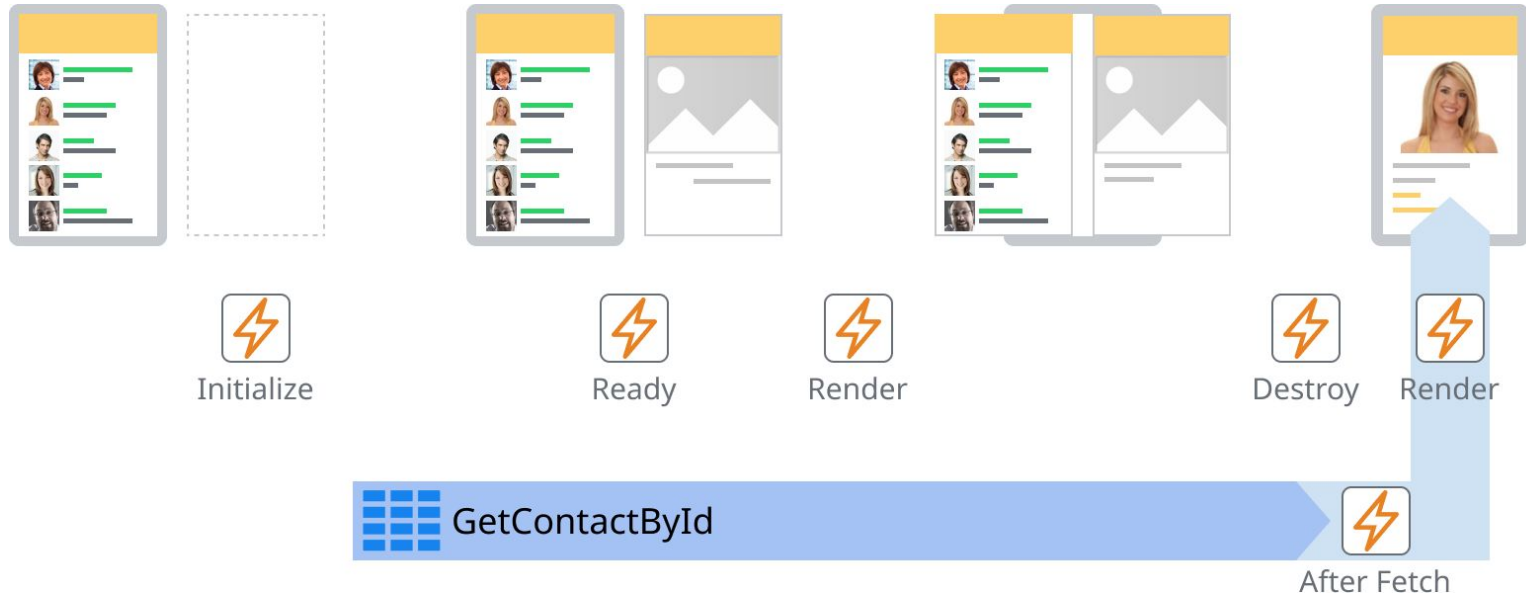 Initialize
Ready
Render
Destroy
Render
GetContactById
After Fetch